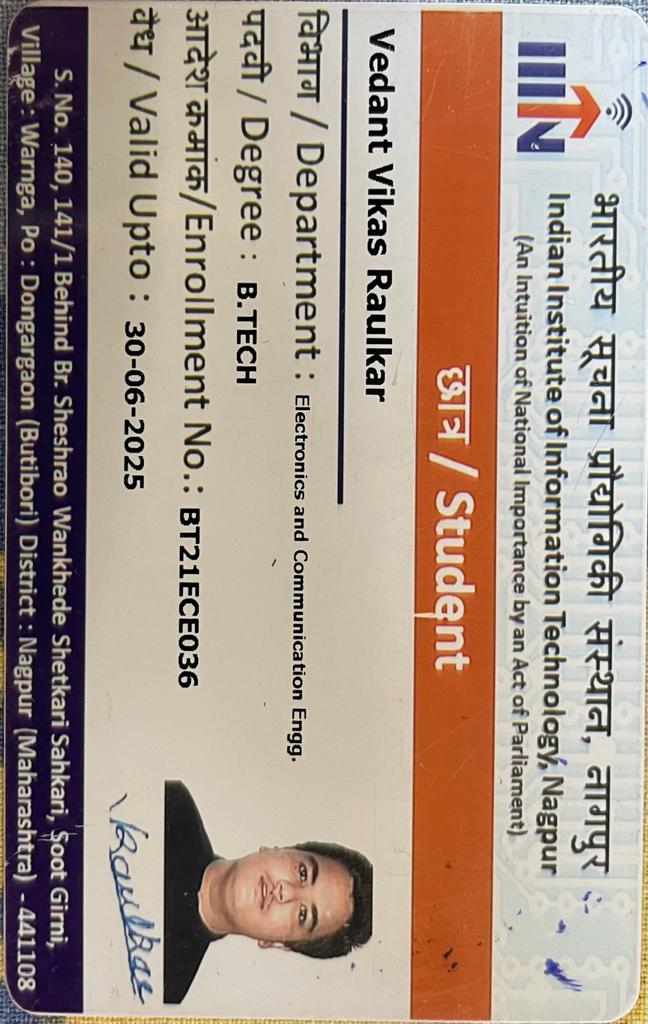 IIITN
भारतीय सूचना प्रौद्योगिकी संस्थान, नागपुर
Indian Institute of Information Technology, Nagpur
(An Intuition of National Importance by an Act of Parliament)
छात्र / Student
Vedant Vikas Raulkar
विभाग / Department : Electronics and Communication Engg.
पदवी / Degree : B.TECH
आदेश कमांक/Enrollment No.: BT21ECE036
वैध / Valid Upto : 30-06-2025
VRaulkar
S. No. 140, 141/1 Behind Br. Sheshrao Wankhede Shetkari Sahkari, Soot Girni,
Village : Warnga, Po : Dongargaon (Butibori) District : Nagpur (Maharashtra) - 441108